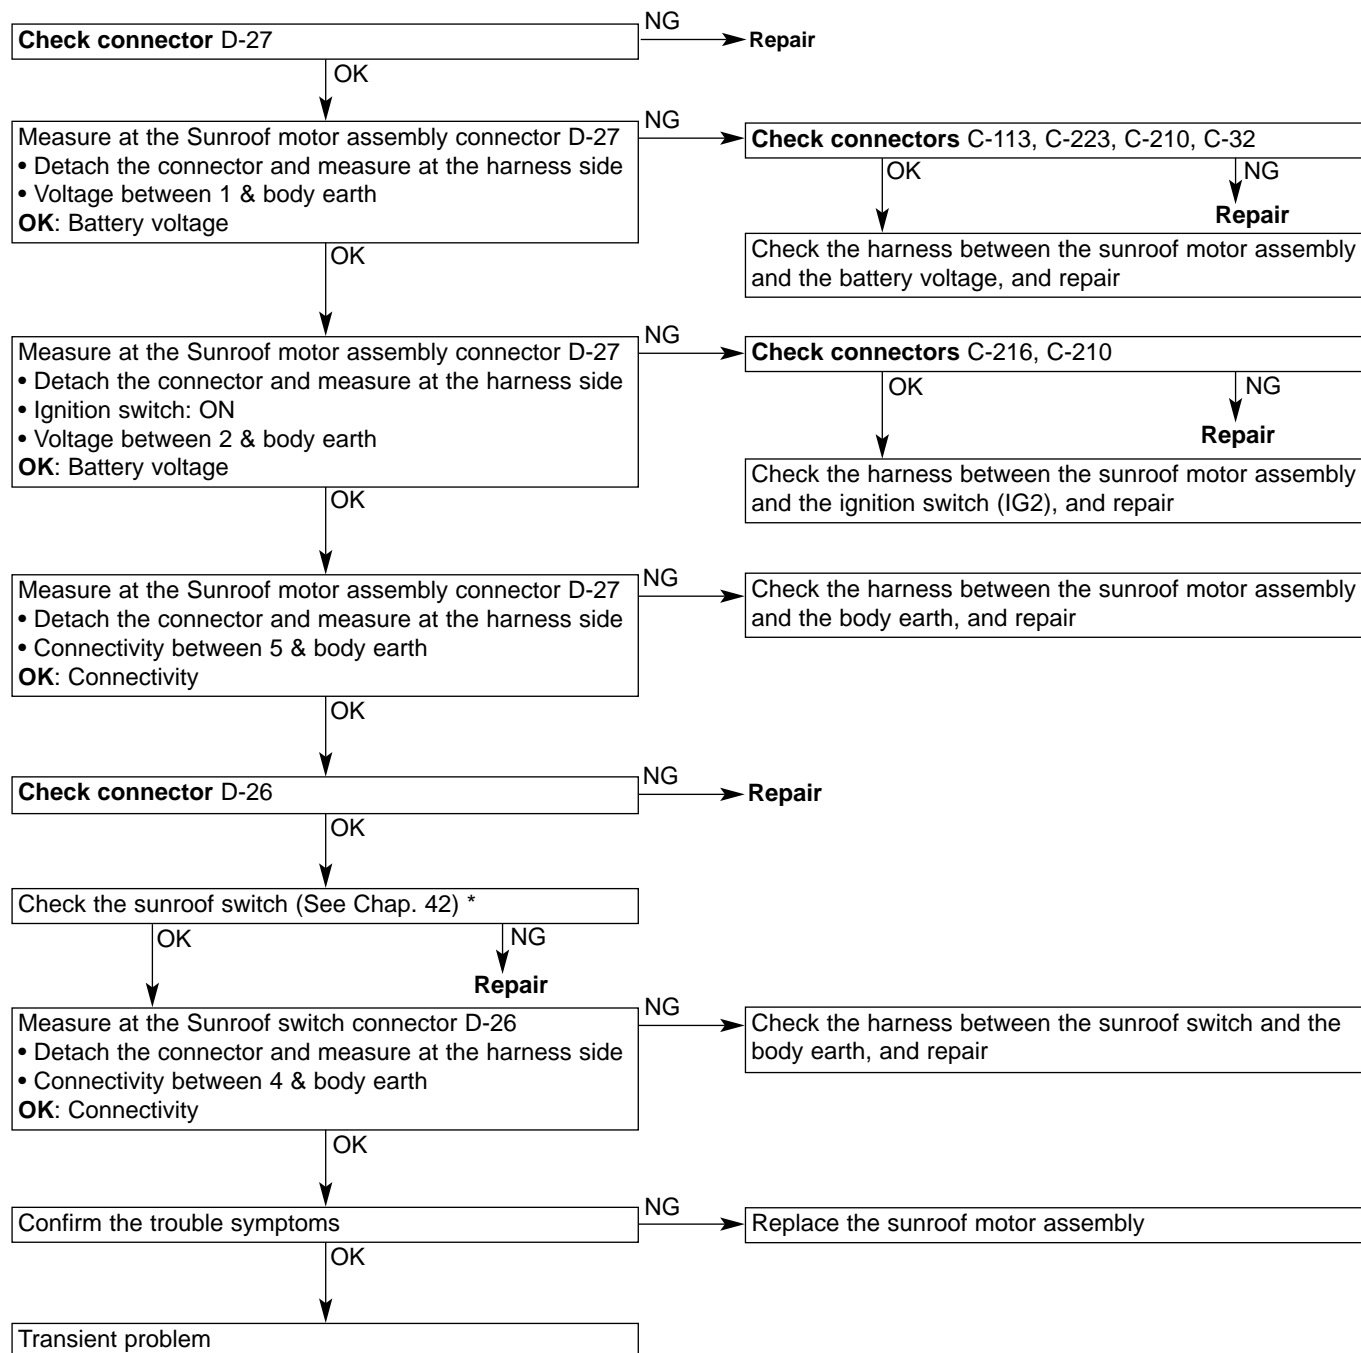 Check connector D-27
NG
Repair
OK
Measure at the Sunroof motor assembly connector D-27
• Detach the connector and measure at the harness side
• Voltage between 1 & body earth
OK: Battery voltage
NG
Check connectors C-113, C-223, C-210, C-32
OK
NG
Repair
Check the harness between the sunroof motor assembly
and the battery voltage, and repair
OK
Measure at the Sunroof motor assembly connector D-27
• Detach the connector and measure at the harness side
• Ignition switch: ON
• Voltage between 2 & body earth
OK: Battery voltage
NG
Check connectors C-216, C-210
OK
NG
Repair
Check the harness between the sunroof motor assembly
and the ignition switch (IG2), and repair
OK
Measure at the Sunroof motor assembly connector D-27
• Detach the connector and measure at the harness side
• Connectivity between 5 & body earth
OK: Connectivity
NG
Check the harness between the sunroof motor assembly
and the body earth, and repair
OK
Check connector D-26
NG
Repair
OK
Check the sunroof switch (See Chap. 42) *
OK
NG
Repair
Measure at the Sunroof switch connector D-26
• Detach the connector and measure at the harness side
• Connectivity between 4 & body earth
OK: Connectivity
NG
Check the harness between the sunroof switch and the
body earth, and repair
OK
Confirm the trouble symptoms
NG
Replace the sunroof motor assembly
OK
Transient problem